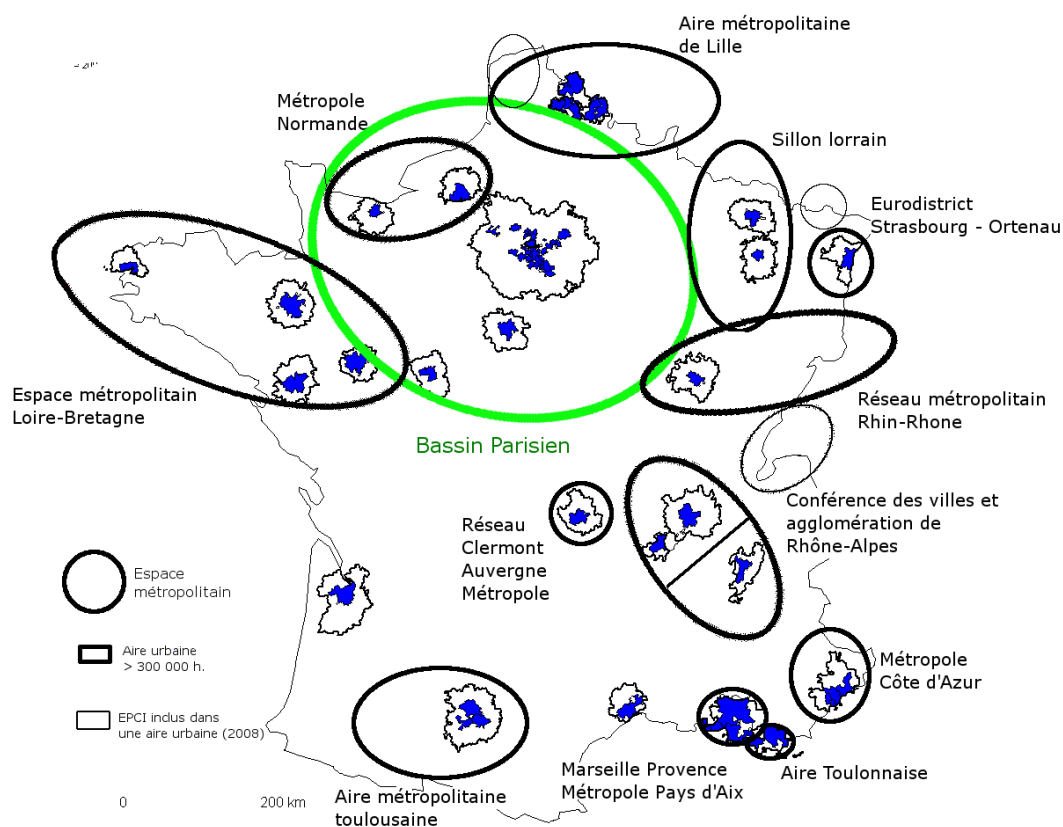 Aire métropolitaine
de Lille
Métropole
Normande
Sillon lorrain
Eurodistrict
Strasbourg - Ortenau
Espace métropolitain
Loire-Bretagne
Réseau métropolitain
Rhin-Rhone
Bassin Parisien
Réseau
Clermont
Auvergne
Métropole
Conférence des villes et
agglomération de
Rhône-Alpes
Espace
métropolitain
Aire urbaine
> 300 000 h.
Métropole
Côte d'Azur
EPCI inclus dans
une aire urbaine (2008)
Marseille Provence
Métropole Pays d'Aix
Aire Toulonnaise
Aire métropolitaine
toulousaine
0 200 km